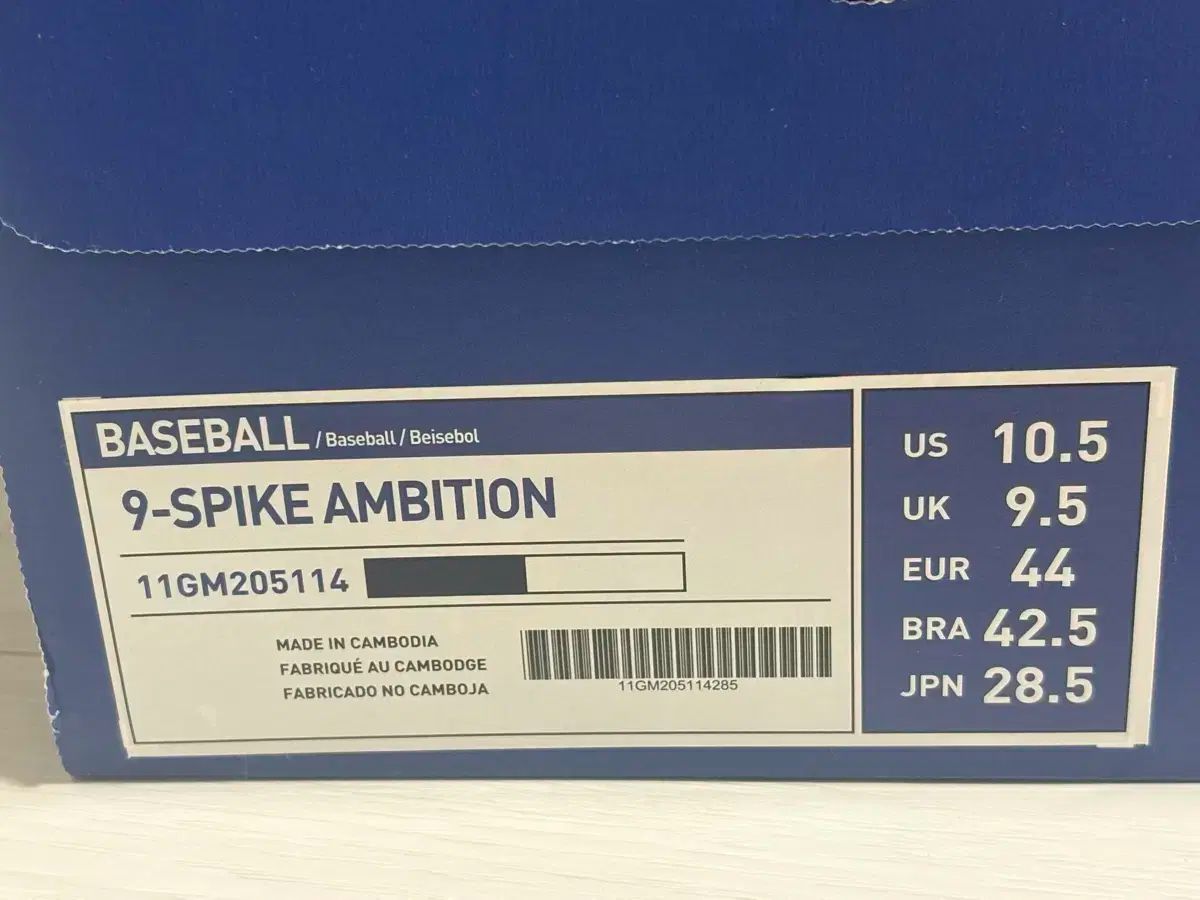 BASEBALL / Baseball / Beisebol
9-SPIKE AMBITION
11GM205114
MADE IN CAMBODIA
FABRIQUÉ AU CAMBODGE
FABRICADO NO CAMBOJA
11GM205114285
US 10.5
UK 9.5
EUR 44
BRA 42.5
JPN 28.5